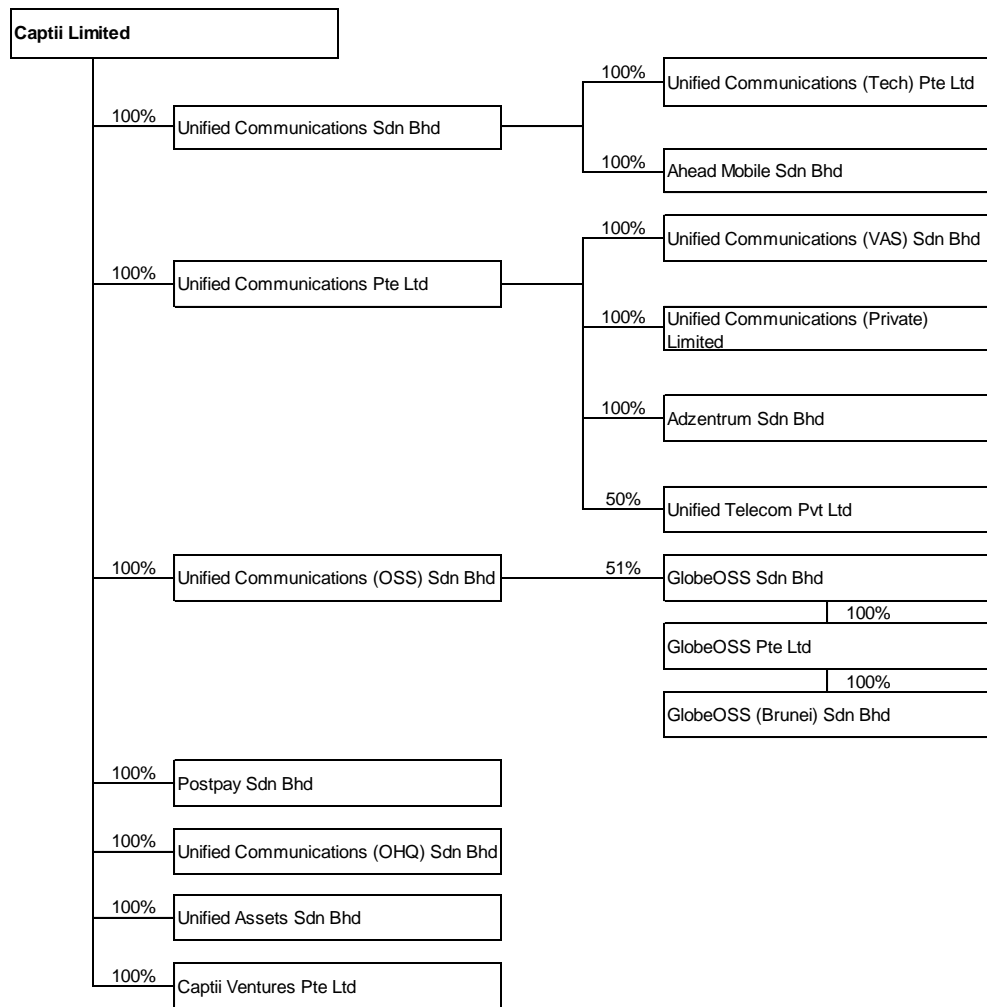 Captii Limited
100%
Unified Communications (Tech) Pte Ltd
100%
Unified Communications Sdn Bhd
100%
Ahead Mobile Sdn Bhd
100%
Unified Communications (VAS) Sdn Bhd
100%
Unified Communications Pte Ltd
100%
Unified Communications (Private)
Limited
100%
Adzentrum Sdn Bhd
50%
Unified Telecom Pvt Ltd
100%
Unified Communications (OSS) Sdn Bhd
51%
GlobeOSS Sdn Bhd
100%
GlobeOSS Pte Ltd
100%
GlobeOSS (Brunei) Sdn Bhd
100%
Postpay Sdn Bhd
100%
Unified Communications (OHQ) Sdn Bhd
100%
Unified Assets Sdn Bhd
100%
Captii Ventures Pte Ltd